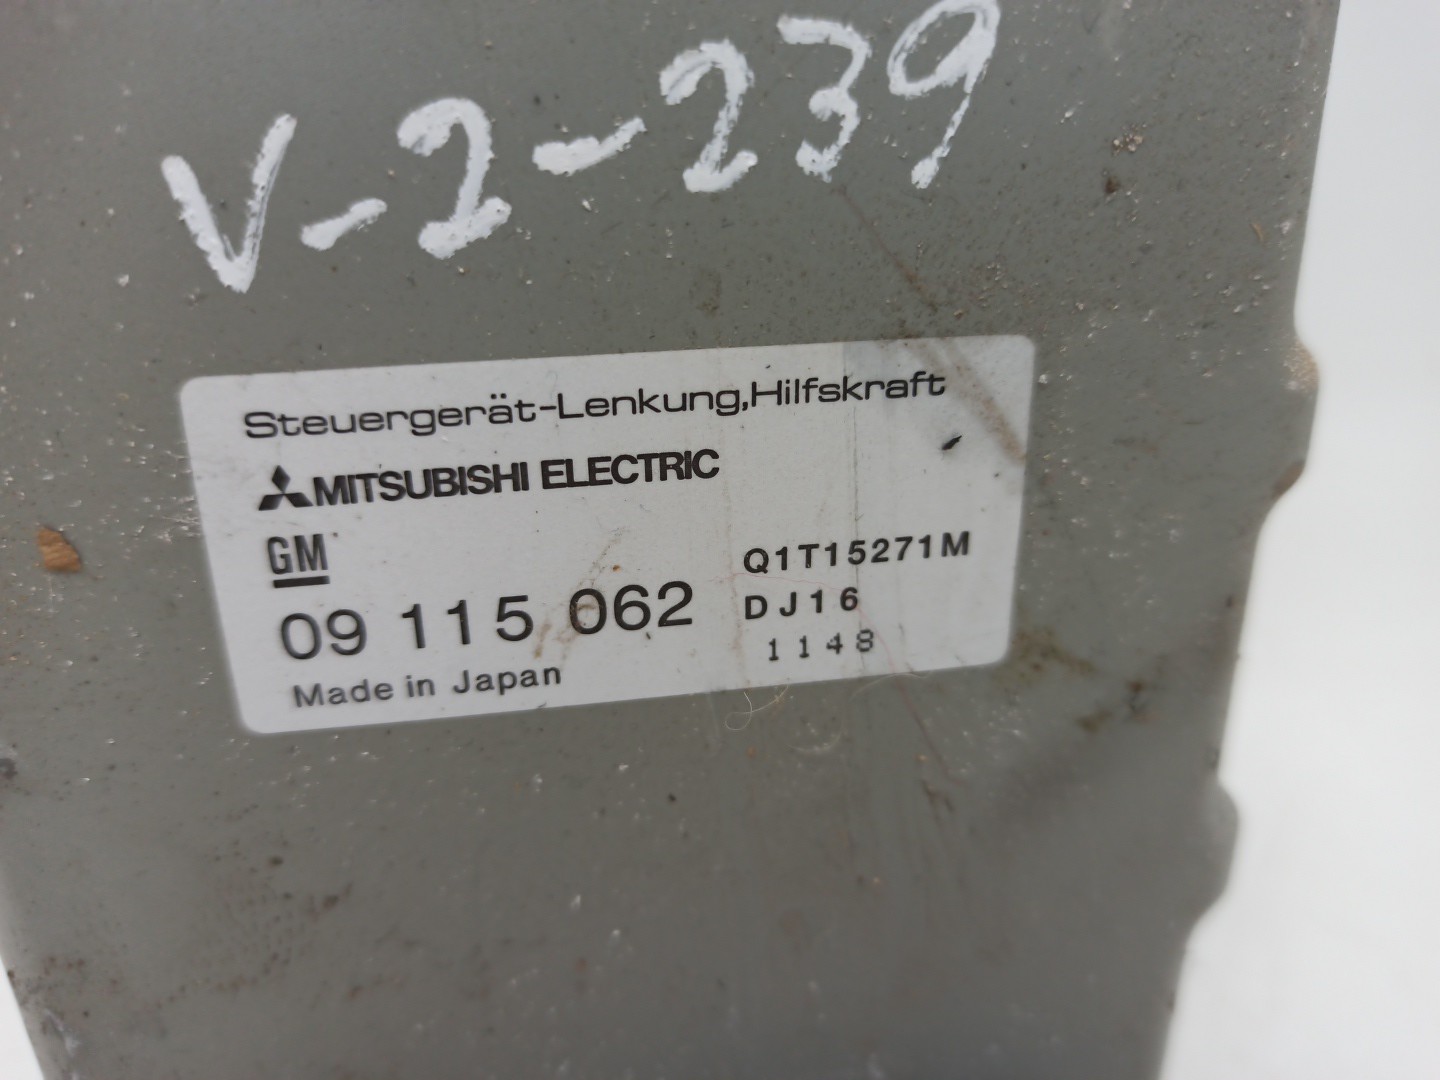 V-2-239
Steuergerät-Lenkung,Hilfskraft
MITSUBISHI ELECTRIC
GM
Q1T15271M
09 115 062
DJ16
1148
Made in Japan